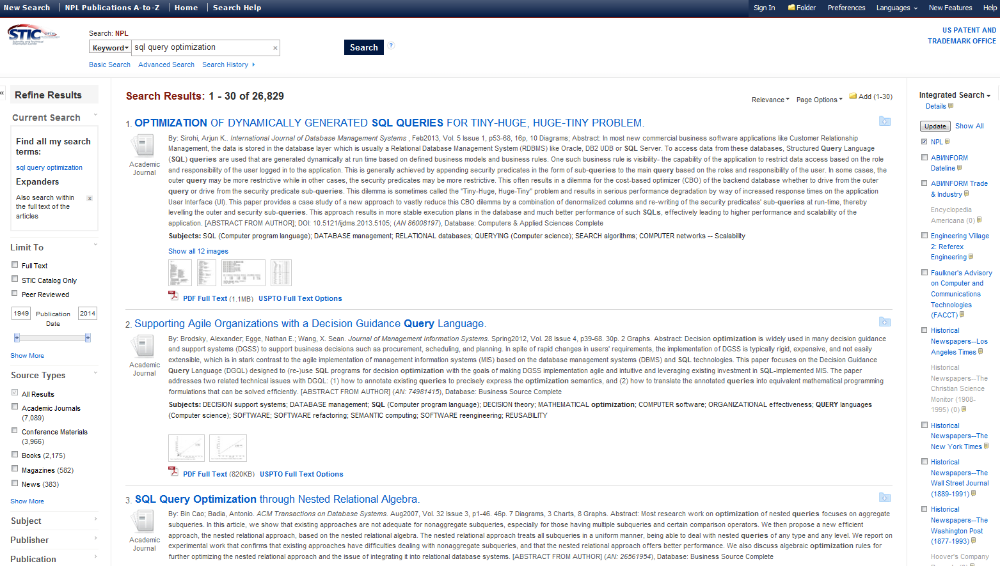 New Search NPL Publications A-to-Z Home Search Help Sign In Folder Preferences Languages New Features Help
STIC
Scientific and Technical
Information Center
Search: NPL
US PATENT AND
TRADEMARK OFFICE
Keyword sql query optimization × Search ?
Basic Search Advanced Search Search History
«
Refine Results
Current Search
Find all my search
terms:
sql query optimization
Expanders
Also search within
the full text of the
articles
Limit To
Full Text
STIC Catalog Only
Peer Reviewed
1949 Publication Date 2014
Show More
Source Types
All Results
Academic Journals
(7,089)
Conference Materials
(3,966)
Books (2,175)
Magazines (582)
News (383)
Show More
Subject
Publisher
Publication
Search Results: 1 - 30 of 26,829
Relevance Page Options Add (1-30)
1. OPTIMIZATION OF DYNAMICALLY GENERATED SQL QUERIES FOR TINY-HUGE, HUGE-TINY PROBLEM.
Academic
Journal
By: Sirohi, Arjun K.. International Journal of Database Management Systems , Feb2013, Vol. 5 Issue 1, p53-68, 16p, 10 Diagrams; Abstract: In most new commercial business software applications like Customer Relationship
Management, the data is stored in the database layer which is usually a Relational Database Management System (RDBMS) like Oracle, DB2 UDB or SQL Server. To access data from these databases, Structured Query Language
(SQL) queries are used that are generated dynamically at run time based on defined business models and business rules. One such business rule is visibility- the capability of the application to restrict data access based on the role
and responsibility of the user logged in to the application. This is generally achieved by appending security predicates in the form of sub-queries to the main query based on the roles and responsibility of the user. In some cases, the
outer query may be more restrictive while in other cases, the security predicates may be more restrictive. This often results in a dilemma for the cost-based optimizer (CBO) of the backend database whether to drive from the outer
query or drive from the security predicate sub-queries. This dilemma is sometimes called the "Tiny-Huge, Huge-Tiny" problem and results in serious performance degradation by way of increased response times on the application
User Interface (UI). This paper provides a case study of a new approach to vastly reduce this CBO dilemma by a combination of denormalized columns and re-writing of the security predicates' sub-queries at run-time, thereby
levelling the outer and security sub-queries. This approach results in more stable execution plans in the database and much better performance of such SQLs, effectively leading to higher performance and scalability of the
application. [ABSTRACT FROM AUTHOR]; DOI: 10.5121/ijdms.2013.5105; (AN 86008197), Database: Computers & Applied Sciences Complete
Subjects: SQL (Computer program language); DATABASE management; RELATIONAL databases; QUERYING (Computer science); SEARCH algorithms; COMPUTER networks -- Scalability
Show all 12 images
PDF Full Text (1.1MB) USPTO Full Text Options
2. Supporting Agile Organizations with a Decision Guidance Query Language.
Academic
Journal
By: Brodsky, Alexander; Egge, Nathan E.; Wang, X. Sean. Journal of Management Information Systems. Spring2012, Vol. 28 Issue 4, p39-68. 30p. 2 Graphs. Abstract: Decision optimization is widely used in many decision guidance
and support systems (DGSS) to support business decisions such as procurement, scheduling, and planning. In spite of rapid changes in users' requirements, the implementation of DGSS is typically rigid, expensive, and not easily
extensible, which is in stark contrast to the agile implementation of management information systems (MIS) based on the database management systems (DBMS) and SQL technologies. This paper focuses on the Decision Guidance
Query Language (DGQL) designed to (re-)use SQL programs for decision optimization with the goals of making DGSS implementation agile and intuitive and leveraging existing investment in SQL-implemented MIS. The paper
addresses two related technical issues with DGQL: (1) how to annotate existing queries to precisely express the optimization semantics, and (2) how to translate the annotated queries into equivalent mathematical programming
formulations that can be solved efficiently. [ABSTRACT FROM AUTHOR] (AN: 74981415), Database: Business Source Complete
Subjects: DECISION support systems; DATABASE management; SQL (Computer program language); DECISION theory; MATHEMATICAL optimization; COMPUTER software; ORGANIZATIONAL effectiveness; QUERY languages
(Computer science); SOFTWARE; SOFTWARE refactoring; SEMANTIC computing; SOFTWARE reengineering; REUSABILITY
PDF Full Text (820KB) USPTO Full Text Options
3. SQL Query Optimization through Nested Relational Algebra.
Academic
Journal
By: Bin Cao; Badia, Antonio. ACM Transactions on Database Systems. Aug2007, Vol. 32 Issue 3, p1-46. 46p. 7 Diagrams, 3 Charts, 8 Graphs. Abstract: Most research work on optimization of nested queries focuses on aggregate
subqueries. In this article, we show that existing approaches are not adequate for nonaggregate subqueries, especially for those having multiple subqueries and certain comparison operators. We then propose a new efficient
approach, the nested relational approach, based on the nested relational algebra. The nested relational approach treats all subqueries in a uniform manner, being able to deal with nested queries of any type and any level. We report on
experimental work that confirms that existing approaches have difficulties dealing with nonaggregate subqueries, and that the nested relational approach offers better performance. We also discuss algebraic optimization rules for
further optimizing the nested relational approach and the issue of integrating it into relational database systems. [ABSTRACT FROM AUTHOR] (AN: 26561954), Database: Business Source Complete
Integrated Search
Details
Update Show All
NPL
ABI/INFORM
Dateline
ABI/INFORM Trade
& Industry
Encyclopedia
Americana (0)
Engineering Village
2: Referex
Engineering
Faulkner's Advisory
on Computer and
Communications
Technologies
(FACCT)
Historical
Newspapers--Los
Angeles Times
Historical
Newspapers--The
Christian Science
Monitor (1908-
1995) (0)
Historical
Newspapers--The
New York Times
Historical
Newspapers--The
Wall Street Journal
(1889-1991)
Historical
Newspapers--The
Washington Post
(1877-1993)
Hoover's Company